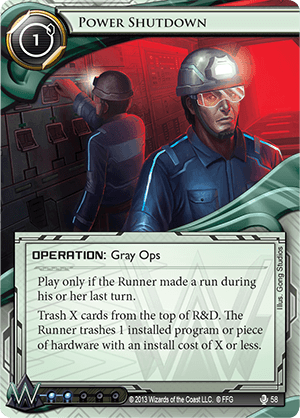 POWER SHUTDOWN
1
OPERATION: Gray Ops
Play only if the Runner made a run during
his or her last turn.
Trash X cards from the top of R&D. The
Runner trashes 1 installed program or piece
of hardware with an install cost of X or less.
Illus. Gong Studios
© 2013 Wizards of the Coast LLC. © FFG
58